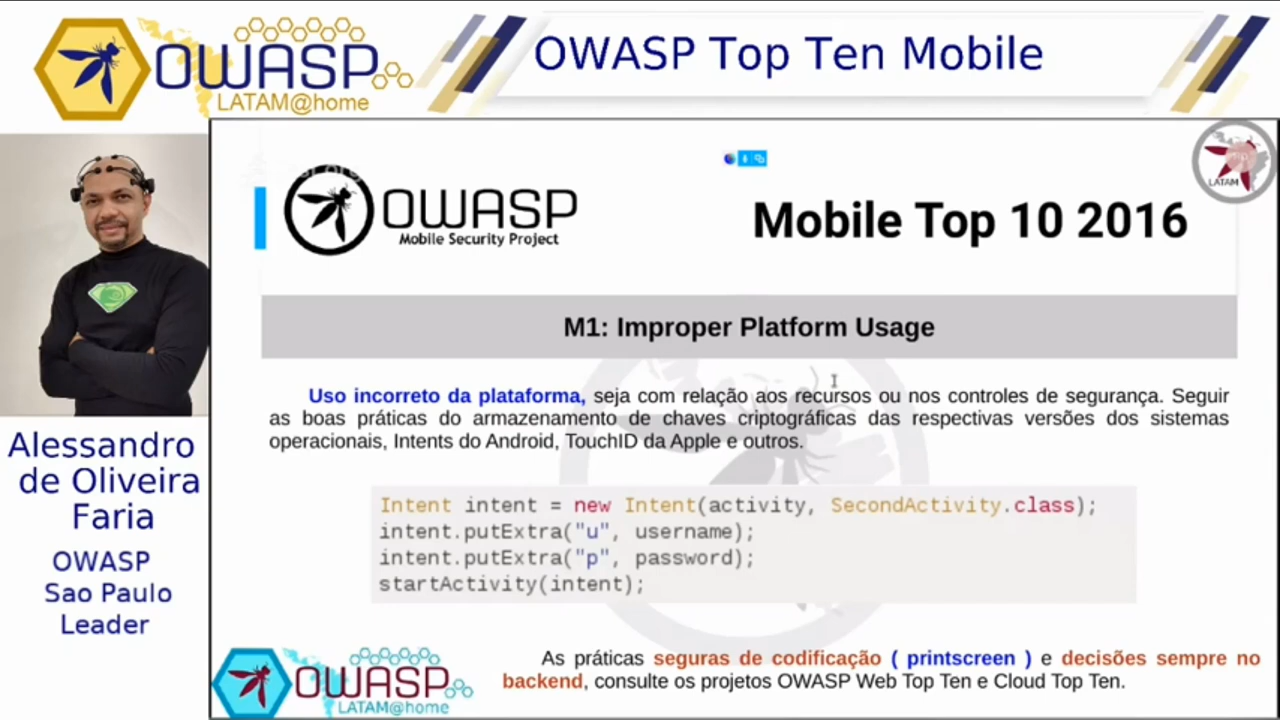 OWASP
LATAM@home
OWASP Top Ten Mobile
LATAM
OWASP
Mobile Security Project
Mobile Top 10 2016
M1: Improper Platform Usage
Uso incorreto da plataforma, seja com relação aos recursos ou nos controles de segurança. Seguir
as boas práticas do armazenamento de chaves criptográficas das respectivas versões dos sistemas
operacionais, Intents do Android, TouchID da Apple e outros.
Intent intent = new Intent(activity, SecondActivity.class);
intent.putExtra("u", username);
intent.putExtra("p", password);
startActivity(intent);
Alessandro
de Oliveira
Faria
OWASP
Sao Paulo
Leader
OWASP
LATAM@home
As práticas seguras de codificação ( printscreen ) e decisões sempre no
backend, consulte os projetos OWASP Web Top Ten e Cloud Top Ten.